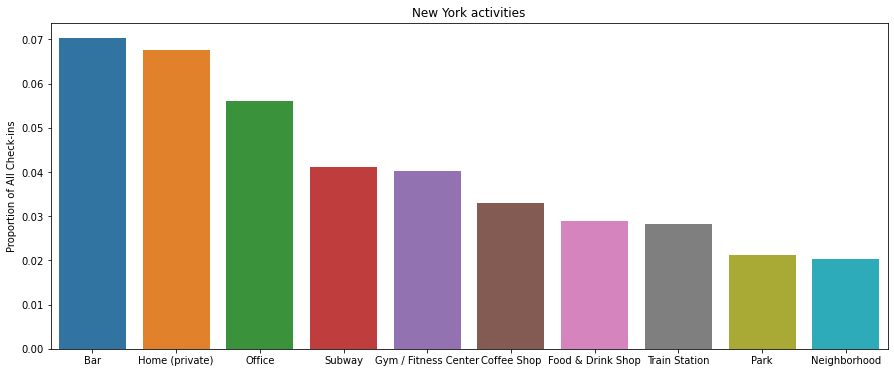 New York activities
Proportion of All Check-ins
0.07
0.06
0.05
0.04
0.03
0.02
0.01
0.00
Bar Home (private) Office Subway Gym / Fitness Center Coffee Shop Food & Drink Shop Train Station Park Neighborhood